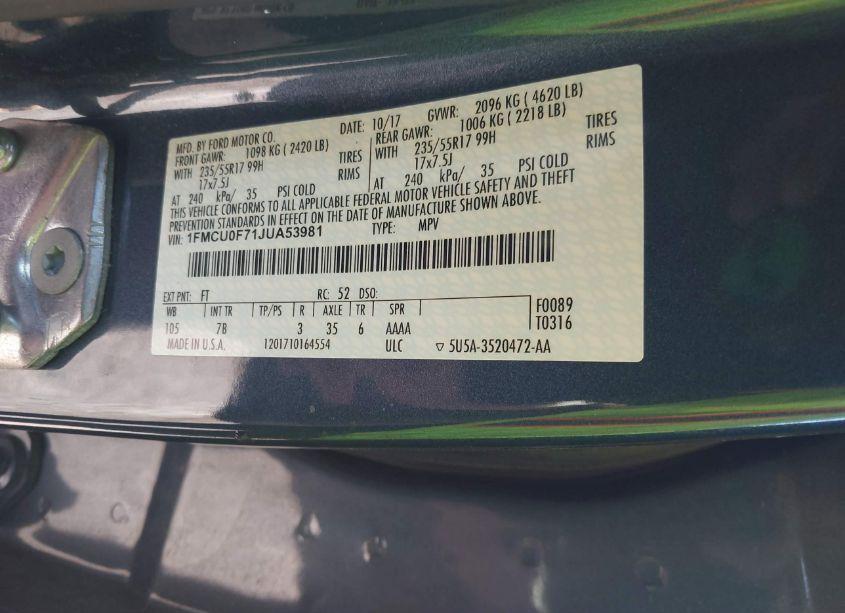 MFD. BY FORD MOTOR CO.
DATE: 10/17 GVWR: 2096 KG ( 4620 LB)
FRONT GAWR: 1098 KG ( 2420 LB) REAR GAWR: 1006 KG ( 2218 LB)
WITH 235/55R17 99H TIRES WITH 235/55R17 99H TIRES
17x7.5J RIMS 17x7.5J RIMS
AT 240 kPa/ 35 PSI COLD AT 240 kPa/ 35 PSI COLD
THIS VEHICLE CONFORMS TO ALL APPLICABLE FEDERAL MOTOR VEHICLE SAFETY AND THEFT
PREVENTION STANDARDS IN EFFECT ON THE DATE OF MANUFACTURE SHOWN ABOVE.
VIN: 1FMCU0F71JUA53981 TYPE: MPV
EXT PNT: FT RC: 52 DSO: F0089
WB INT TR TP/PS R AXLE TR SPR T0316
105 7B 3 35 6 AAAA
MADE IN U.S.A. 1201710164554 ULC ▽ 5U5A-3520472-AA